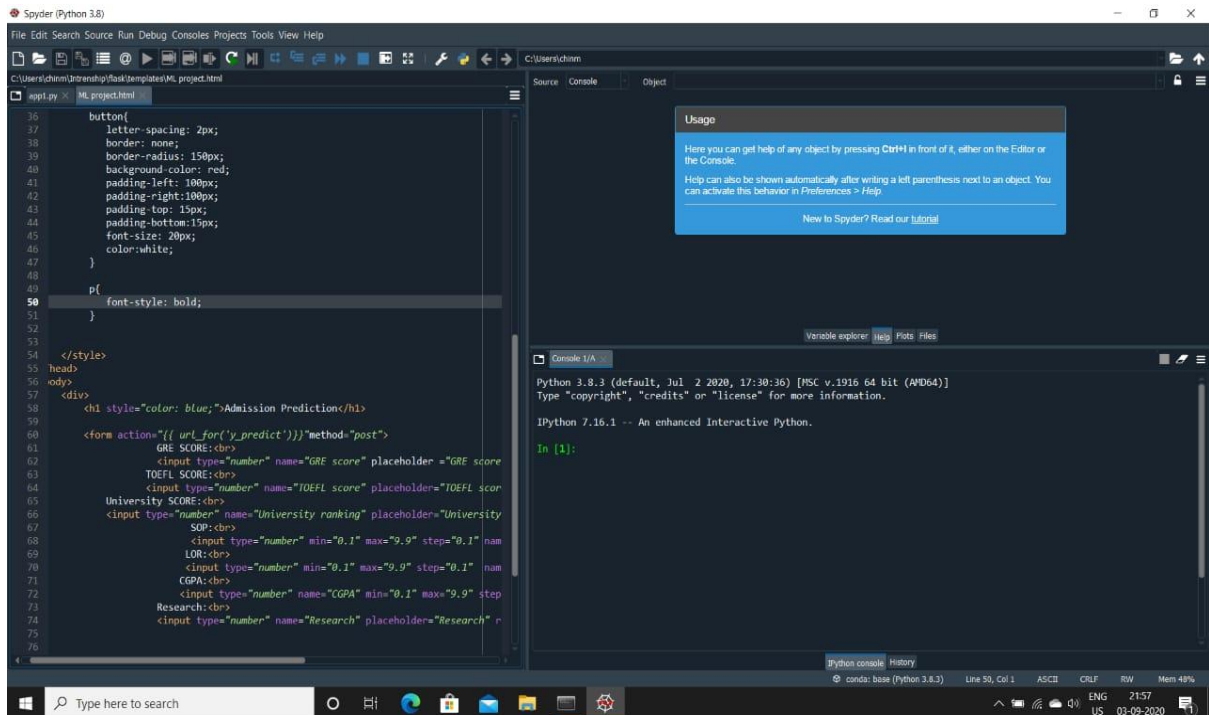 Spyder (Python 3.8)
File Edit Search Source Run Debug Consoles Projects Tools View Help
C:\Users\chinm
C:\Users\chinm\Intrenship\flask\templates\ML project.html
app1.py ML project.html
36 button{
37 letter-spacing: 2px;
38 border: none;
39 border-radius: 150px;
40 background-color: red;
41 padding-left: 100px;
42 padding-right:100px;
43 padding-top: 15px;
44 padding-bottom:15px;
45 font-size: 20px;
46 color:white;
47 }
48
49 p{
50 font-style: bold;
51 }
52
53
54 </style>
55 head>
56 ody>
57 <div>
58 <h1 style="color: blue;">Admission Prediction</h1>
59
60 <form action="{{ url_for('y_predict')}}"method="post">
61 GRE SCORE:<br>
62 <input type="number" name="GRE score" placeholder ="GRE score
63 TOEFL SCORE:<br>
64 <input type="number" name="TOEFL score" placeholder="TOEFL scor
65 University SCORE:<br>
66 <input type="number" name="University ranking" placeholder="University
67 SOP:<br>
68 <input type="number" min="0.1" max="9.9" step="0.1" nam
69 LOR:<br>
70 <input type="number" min="0.1" max="9.9" step="0.1" nam
71 CGPA:<br>
72 <input type="number" name="CGPA" min="0.1" max="9.9" step
73 Research:<br>
74 <input type="number" name="Research" placeholder="Research" r
75
76
Source Console Object
Usage
Here you can get help of any object by pressing Ctrl+I in front of it, either on the Editor or
the Console.
Help can also be shown automatically after writing a left parenthesis next to an object. You
can activate this behavior in Preferences > Help.
New to Spyder? Read our tutorial
Variable explorer Help Plots Files
Console 1/A
Python 3.8.3 (default, Jul 2 2020, 17:30:36) [MSC v.1916 64 bit (AMD64)]
Type "copyright", "credits" or "license" for more information.
IPython 7.16.1 -- An enhanced Interactive Python.
In [1]:
IPython console History
conda: base (Python 3.8.3) Line 50, Col 1 ASCII CRLF RW Mem 48%
Type here to search
ENG 21:57
US 03-09-2020